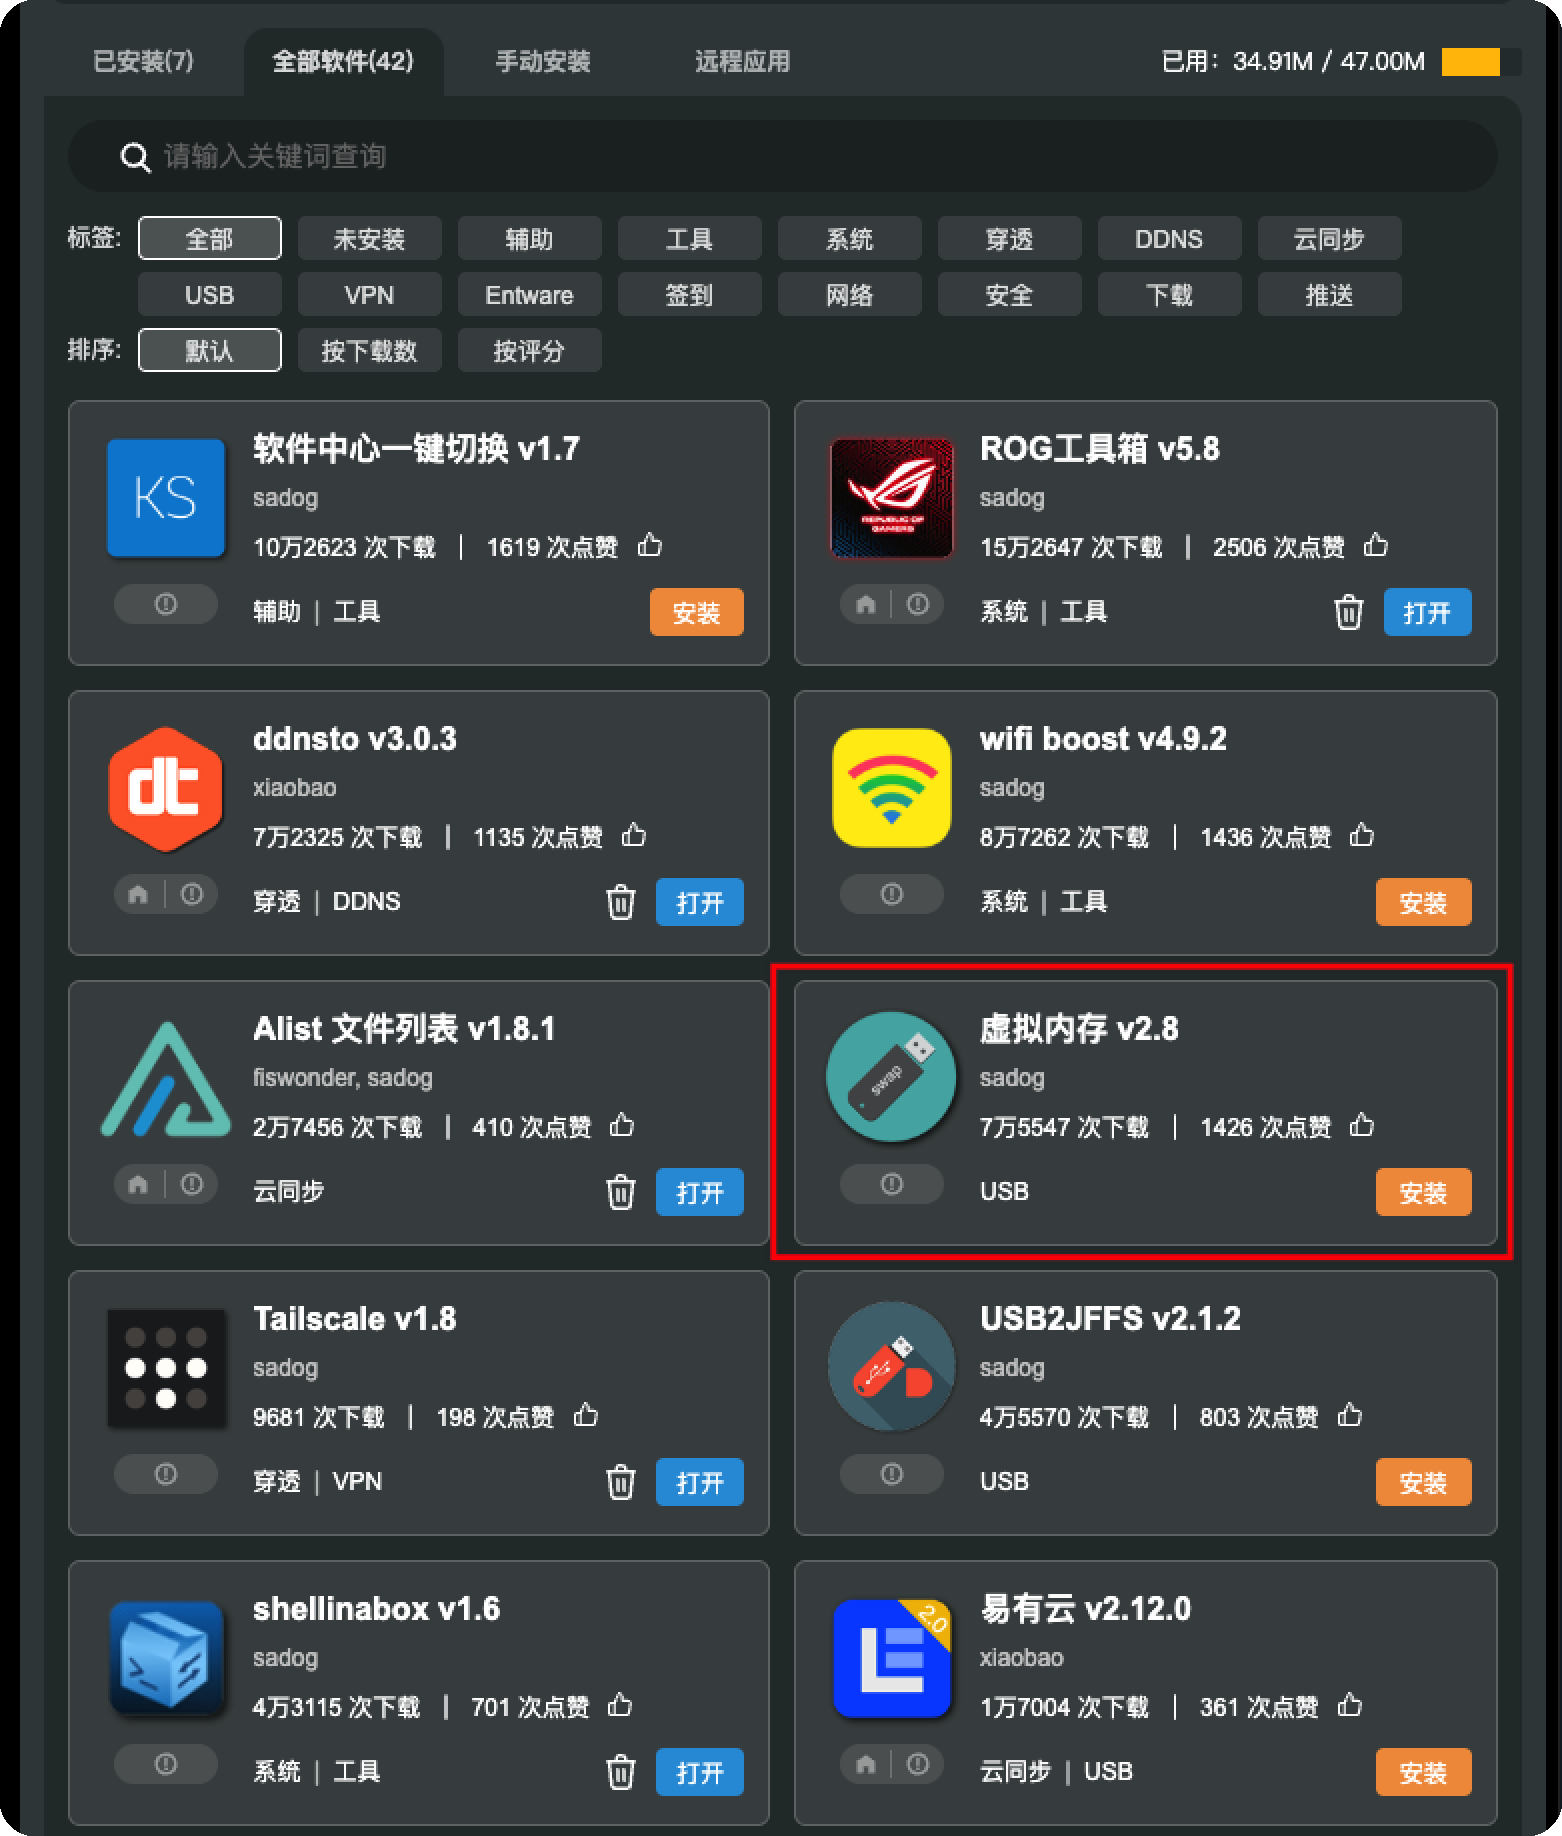 已安装(7) 全部软件(42) 手动安装 远程应用 已用：34.91M / 47.00M
请输入关键词查询
标签: 全部 未安装 辅助 工具 系统 穿透 DDNS 云同步
USB VPN Entware 签到 网络 安全 下载 推送
排序: 默认 按下载数 按评分
KS
软件中心一键切换 v1.7
sadog
10万2623 次下载 | 1619 次点赞
辅助 | 工具 安装
REPUBLIC OF
GAMERS
ROG工具箱 v5.8
sadog
15万2647 次下载 | 2506 次点赞
系统 | 工具 打开
dt
ddnsto v3.0.3
xiaobao
7万2325 次下载 | 1135 次点赞
穿透 | DDNS 打开
wifi boost v4.9.2
sadog
8万7262 次下载 | 1436 次点赞
系统 | 工具 安装
Alist 文件列表 v1.8.1
fiswonder, sadog
2万7456 次下载 | 410 次点赞
云同步 打开
swap
虚拟内存 v2.8
sadog
7万5547 次下载 | 1426 次点赞
USB 安装
Tailscale v1.8
sadog
9681 次下载 | 198 次点赞
穿透 | VPN 打开
USB2JFFS v2.1.2
sadog
4万5570 次下载 | 803 次点赞
USB 安装
shellinabox v1.6
sadog
4万3115 次下载 | 701 次点赞
系统 | 工具 打开
2.0
易有云 v2.12.0
xiaobao
1万7004 次下载 | 361 次点赞
云同步 | USB 安装